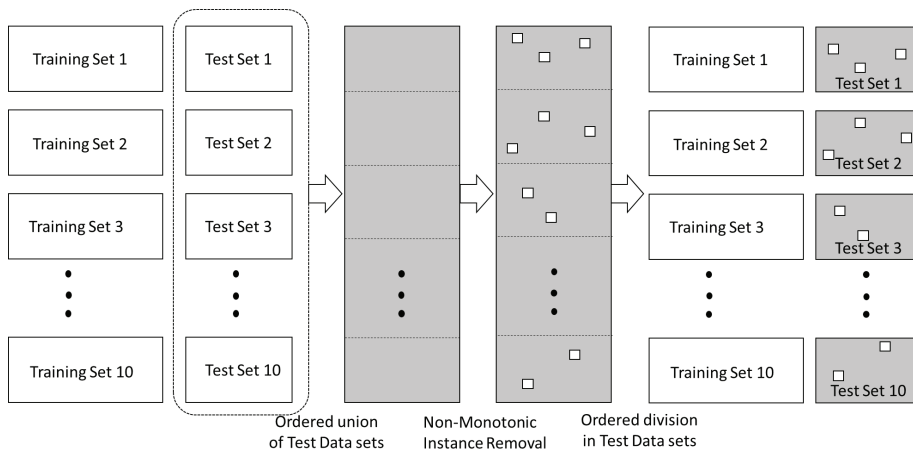 Training Set 1
Test Set 1
Training Set 1
Test Set 1
Training Set 2
Test Set 2
Training Set 2
Test Set 2
Training Set 3
Test Set 3
Training Set 3
Test Set 3
Training Set 10
Test Set 10
Training Set 10
Test Set 10
Ordered union
of Test Data sets
Non-Monotonic
Instance Removal
Ordered division
in Test Data sets